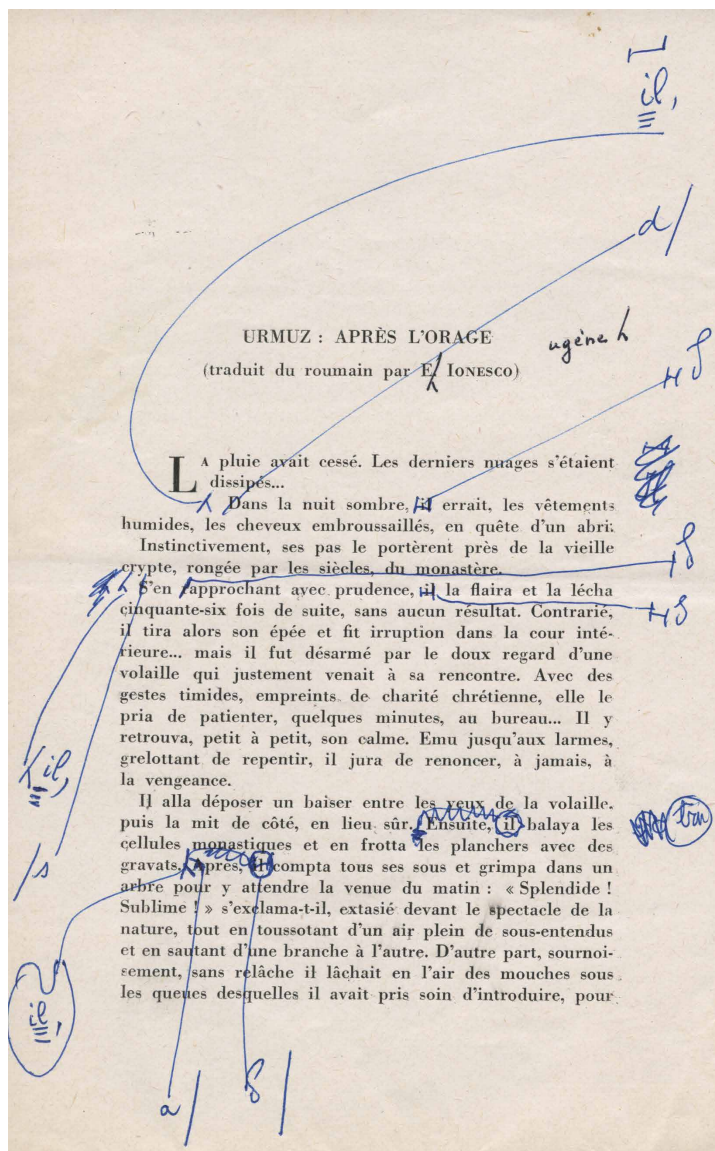 il,
d/
URMUZ : APRÈS L'ORAGE
ugène
(traduit du roumain par E. IONESCO)
LA pluie avait cessé. Les derniers nuages s'étaient
dissipés...
Dans la nuit sombre, il errait, les vêtements
humides, les cheveux embroussaillés, en quête d'un abri.
Instinctivement, ses pas le portèrent près de la vieille
crypte, rongée par les siècles, du monastère.
S'en rapprochant avec prudence, il la flaira et la lécha
cinquante-six fois de suite, sans aucun résultat. Contrarié,
il tira alors son épée et fit irruption dans la cour inté-
rieure... mais il fut désarmé par le doux regard d'une
volaille qui justement venait à sa rencontre. Avec des
gestes timides, empreints de charité chrétienne, elle le
pria de patienter, quelques minutes, au bureau... Il y
retrouva, petit à petit, son calme. Emu jusqu'aux larmes,
grelottant de repentir, il jura de renoncer, à jamais, à
la vengeance.
il,
Il alla déposer un baiser entre les yeux de la volaille.
puis la mit de côté, en lieu sûr. Ensuite, il balaya les
cellules monastiques et en frotta les planchers avec des
gravats. Après, il compta tous ses sous et grimpa dans un
arbre pour y attendre la venue du matin : « Splendide !
Sublime ! » s'exclama-t-il, extasié devant le spectacle de la
nature, tout en toussotant d'un air plein de sous-entendus
et en sautant d'une branche à l'autre. D'autre part, sournoi-
sement, sans relâche il lâchait en l'air des mouches sous
les queues desquelles il avait pris soin d'introduire, pour
/s
il,
a/